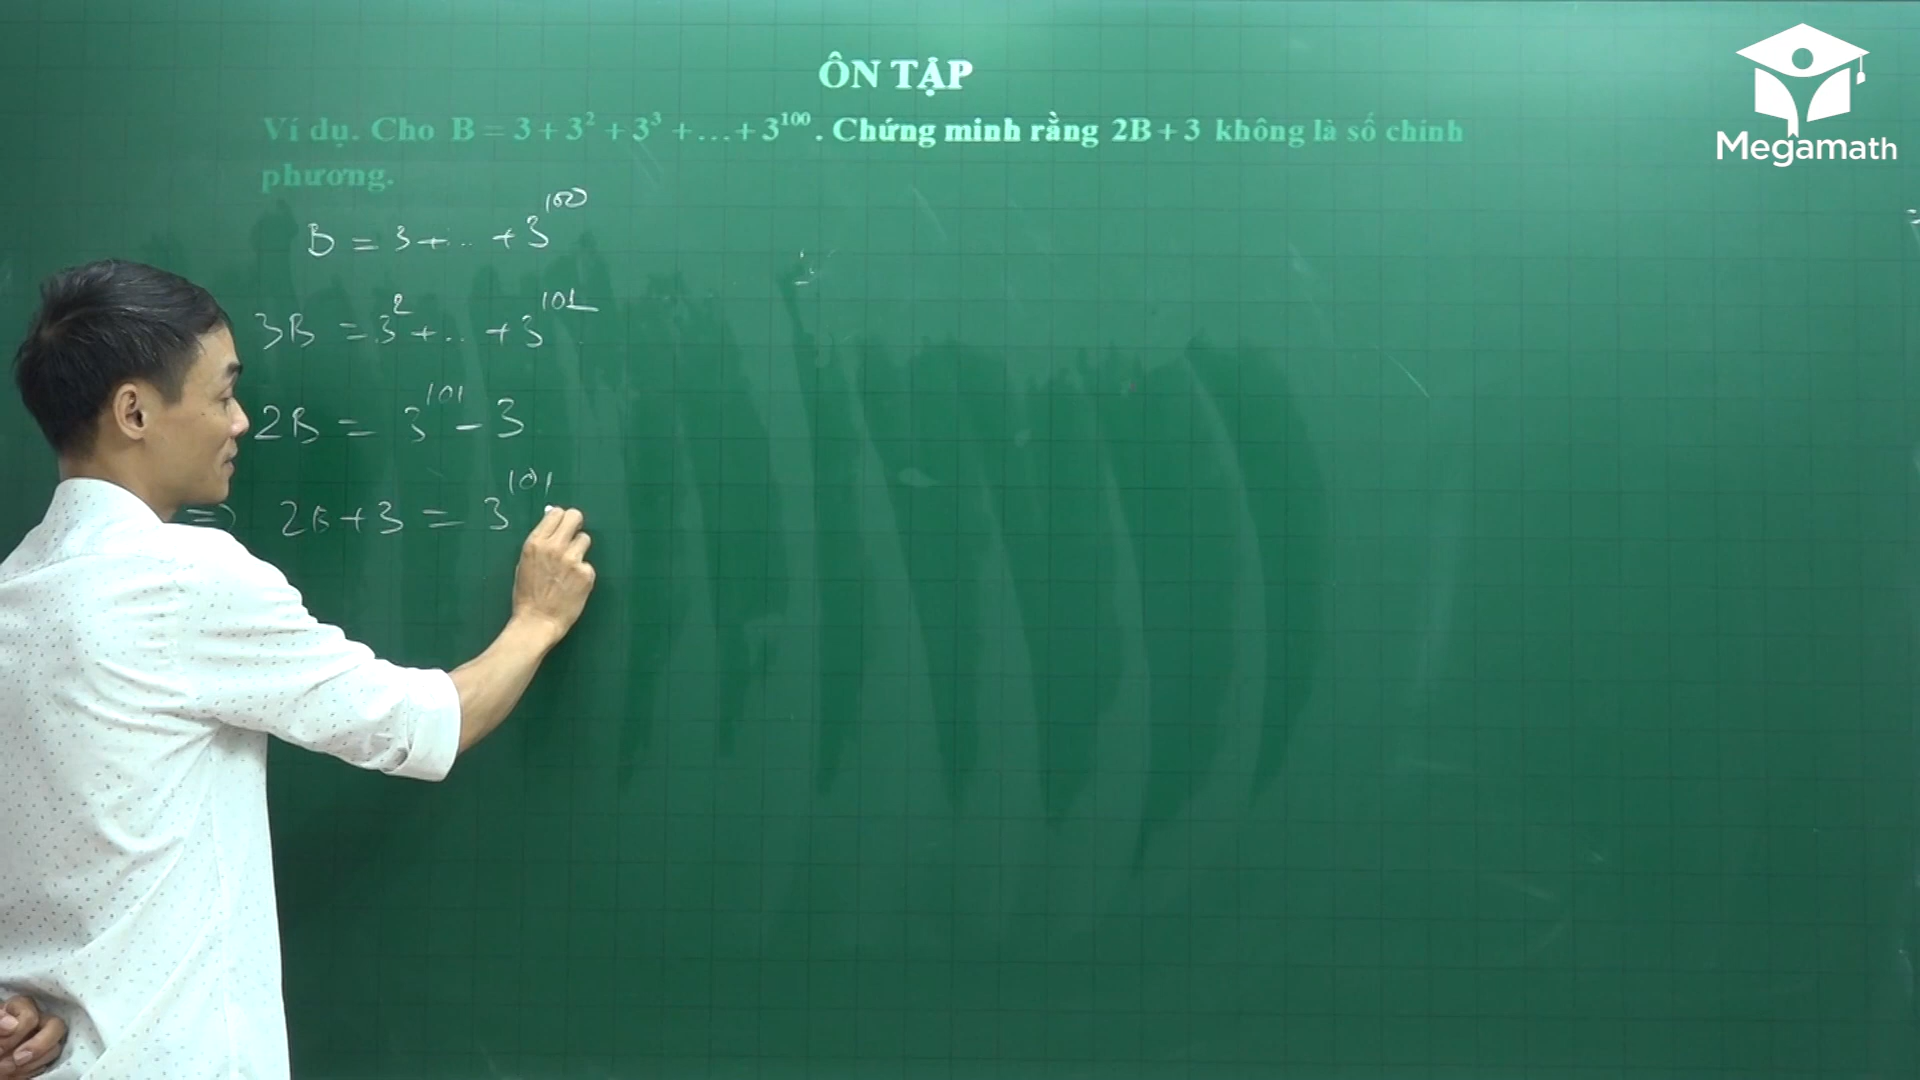 ÔN TẬP
Megamath
Ví dụ. Cho B = 3 + 3² + 3³ + ... + 3¹⁰⁰. Chứng minh rằng 2B + 3 không là số chính
phương.
B = 3 + .. + 3¹⁰⁰
3B = 3² + .. + 3¹⁰¹
2B = 3¹⁰¹ - 3
=> 2B + 3 = 3¹⁰¹